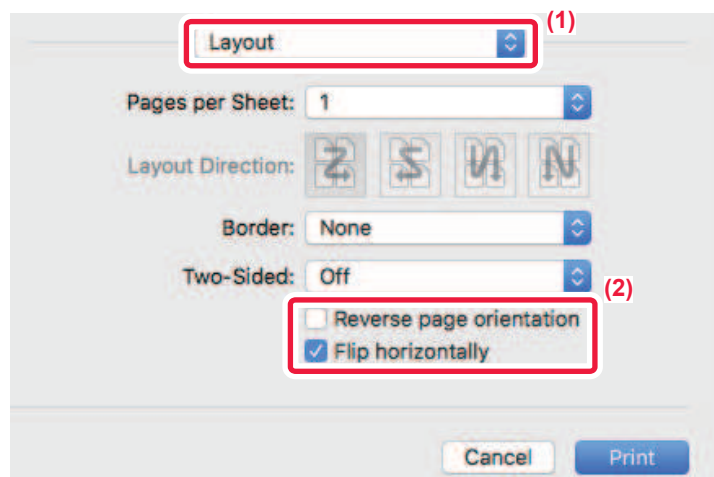 (1)
Layout
Pages per Sheet: 1
Layout Direction:
Border: None
Two-Sided: Off
(2)
Reverse page orientation
Flip horizontally
Cancel Print